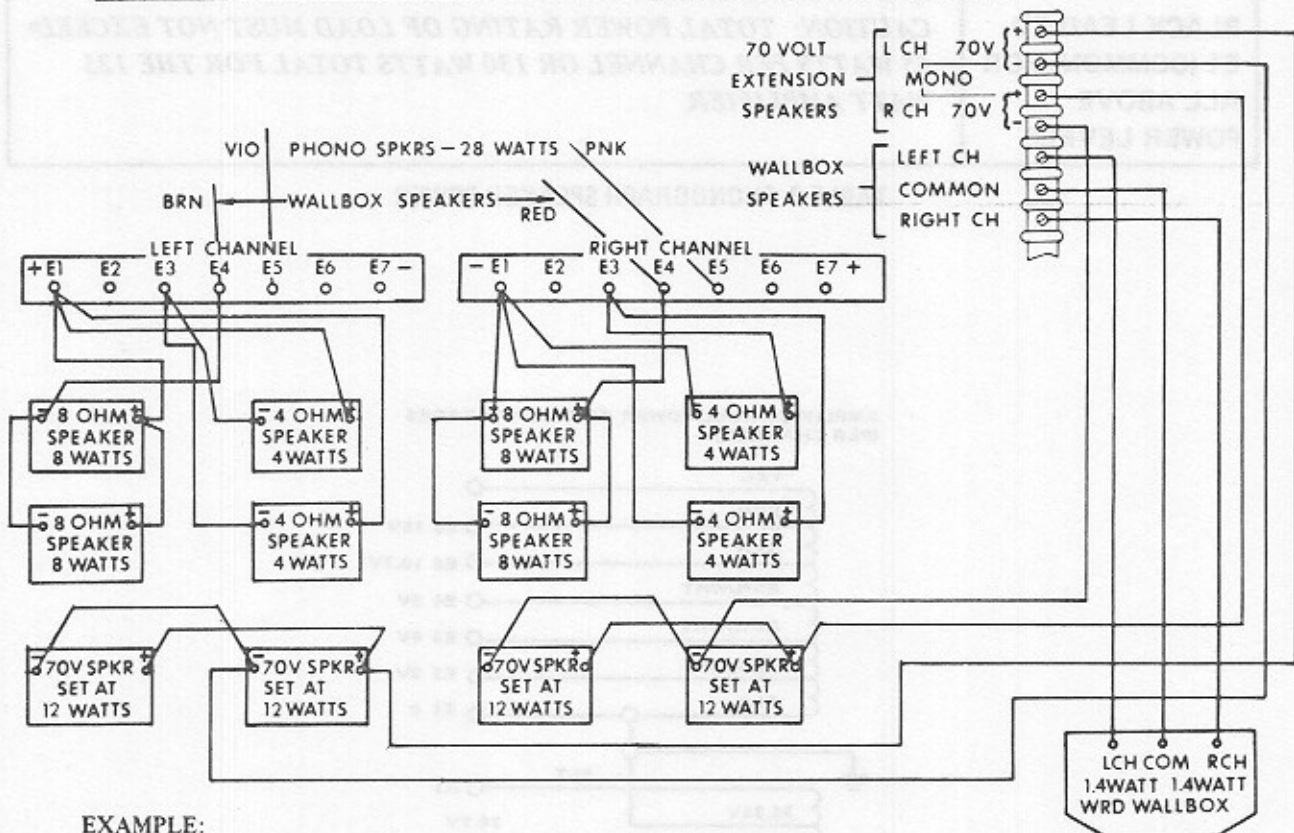 70 VOLT
EXTENSION
SPEAKERS
L CH 70V { +
-
MONO
R CH 70V { +
-
WALLBOX
SPEAKERS
LEFT CH
COMMON
RIGHT CH
VIO PHONO SPKRS – 28 WATTS PNK
BRN WALLBOX SPEAKERS RED
LEFT CHANNEL
+ E1 E2 E3 E4 E5 E6 E7 -
RIGHT CHANNEL
- E1 E2 E3 E4 E5 E6 E7 +
- 8 OHM +
SPEAKER
8 WATTS
- 4 OHM +
SPEAKER
4 WATTS
- 8 OHM +
SPEAKER
8 WATTS
- 4 OHM +
SPEAKER
4 WATTS
- 8 OHM +
SPEAKER
8 WATTS
- 4 OHM +
SPEAKER
4 WATTS
- 8 OHM +
SPEAKER
8 WATTS
- 4 OHM +
SPEAKER
4 WATTS
- 70V SPKR +
SET AT
12 WATTS
- 70V SPKR +
SET AT
12 WATTS
- 70V SPKR +
SET AT
12 WATTS
- 70V SPKR +
SET AT
12 WATTS
LCH COM RCH
1.4WATT 1.4WATT
WRD WALLBOX
EXAMPLE: